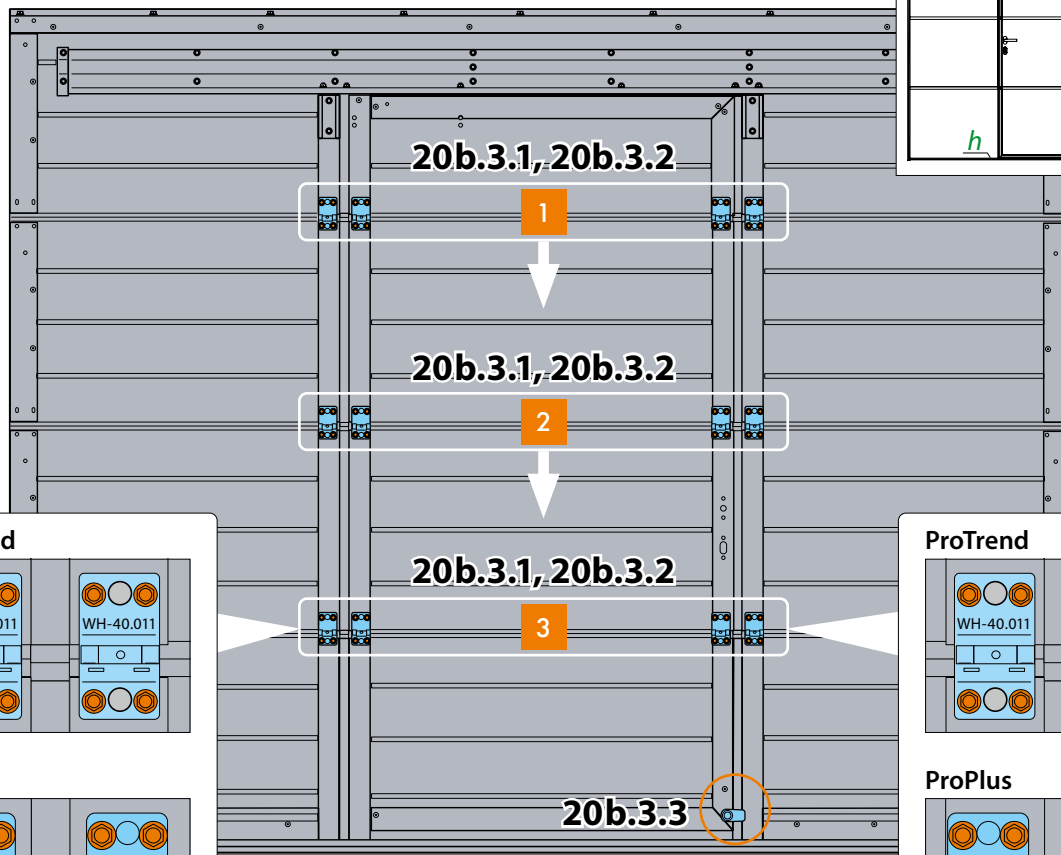 h
20b.3.1, 20b.3.2
1
20b.3.1, 20b.3.2
2
20b.3.1, 20b.3.2
3
d
011
WH-40.011
ProTrend
WH-40.011
20b.3.3
ProPlus